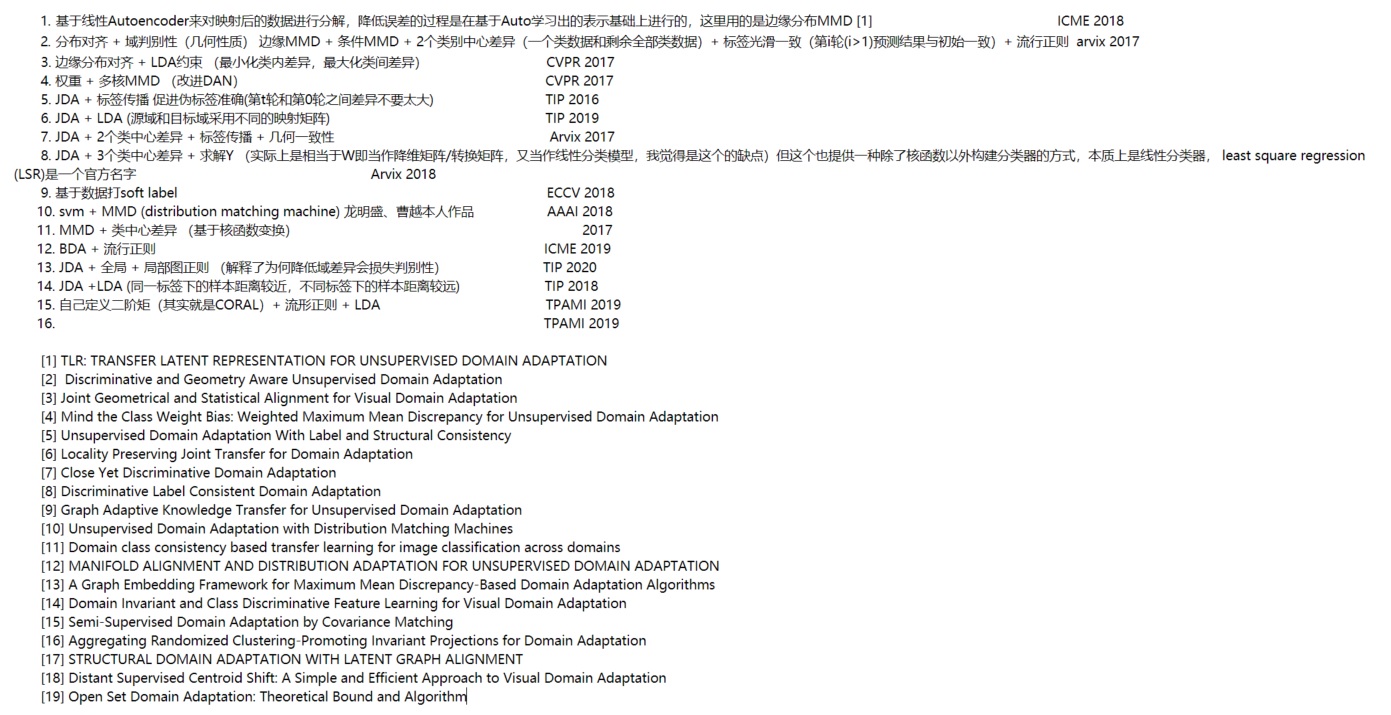 1. 基于线性Autoencoder来对映射后的数据进行分解，降低误差的过程是在基于Auto学习出的表示基础上进行的，这里用的是边缘分布MMD [1] ICME 2018
2. 分布对齐 + 域判别性（几何性质） 边缘MMD + 条件MMD + 2个类别中心差异（一个类数据和剩余全部类数据）+ 标签光滑一致（第i轮(i>1)预测结果与初始一致）+ 流行正则 arvix 2017
3. 边缘分布对齐 + LDA约束 （最小化类内差异，最大化类间差异） CVPR 2017
4. 权重 + 多核MMD （改进DAN） CVPR 2017
5. JDA + 标签传播 促进伪标签准确(第t轮和第0轮之间差异不要太大) TIP 2016
6. JDA + LDA (源域和目标域采用不同的映射矩阵) TIP 2019
7. JDA + 2个类中心差异 + 标签传播 + 几何一致性 Arvix 2017
8. JDA + 3个类中心差异 + 求解Y （实际上是相当于W即当作降维矩阵/转换矩阵，又当作线性分类模型，我觉得是这个的缺点）但这个也提供一种除了核函数以外构建分类器的方式，本质上是线性分类器， least square regression
(LSR)是一个官方名字 Arvix 2018
9. 基于数据打soft label ECCV 2018
10. svm + MMD (distribution matching machine) 龙明盛、曹越本人作品 AAAI 2018
11. MMD + 类中心差异 （基于核函数变换） 2017
12. BDA + 流行正则 ICME 2019
13. JDA + 全局 + 局部图正则 （解释了为何降低域差异会损失判别性） TIP 2020
14. JDA +LDA (同一标签下的样本距离较近，不同标签下的样本距离较远) TIP 2018
15. 自己定义二阶矩（其实就是CORAL）+ 流形正则 + LDA TPAMI 2019
16. TPAMI 2019
[1] TLR: TRANSFER LATENT REPRESENTATION FOR UNSUPERVISED DOMAIN ADAPTATION
[2] Discriminative and Geometry Aware Unsupervised Domain Adaptation
[3] Joint Geometrical and Statistical Alignment for Visual Domain Adaptation
[4] Mind the Class Weight Bias: Weighted Maximum Mean Discrepancy for Unsupervised Domain Adaptation
[5] Unsupervised Domain Adaptation With Label and Structural Consistency
[6] Locality Preserving Joint Transfer for Domain Adaptation
[7] Close Yet Discriminative Domain Adaptation
[8] Discriminative Label Consistent Domain Adaptation
[9] Graph Adaptive Knowledge Transfer for Unsupervised Domain Adaptation
[10] Unsupervised Domain Adaptation with Distribution Matching Machines
[11] Domain class consistency based transfer learning for image classification across domains
[12] MANIFOLD ALIGNMENT AND DISTRIBUTION ADAPTATION FOR UNSUPERVISED DOMAIN ADAPTATION
[13] A Graph Embedding Framework for Maximum Mean Discrepancy-Based Domain Adaptation Algorithms
[14] Domain Invariant and Class Discriminative Feature Learning for Visual Domain Adaptation
[15] Semi-Supervised Domain Adaptation by Covariance Matching
[16] Aggregating Randomized Clustering-Promoting Invariant Projections for Domain Adaptation
[17] STRUCTURAL DOMAIN ADAPTATION WITH LATENT GRAPH ALIGNMENT
[18] Distant Supervised Centroid Shift: A Simple and Efficient Approach to Visual Domain Adaptation
[19] Open Set Domain Adaptation: Theoretical Bound and Algorithm